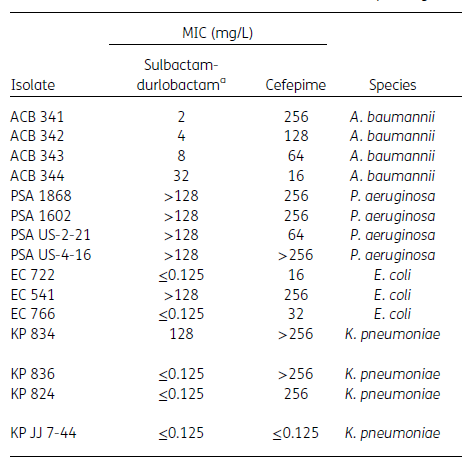 MIC (mg/L)
Sulbactam-
Isolate durlobactamᵃ Cefepime Species
ACB 341 2 256 A. baumannii
ACB 342 4 128 A. baumannii
ACB 343 8 64 A. baumannii
ACB 344 32 16 A. baumannii
PSA 1868 >128 256 P. aeruginosa
PSA 1602 >128 256 P. aeruginosa
PSA US-2-21 >128 64 P. aeruginosa
PSA US-4-16 >128 >256 P. aeruginosa
EC 722 ≤0.125 16 E. coli
EC 541 >128 256 E. coli
EC 766 ≤0.125 32 E. coli
KP 834 128 >256 K. pneumoniae
KP 836 ≤0.125 >256 K. pneumoniae
KP 824 ≤0.125 256 K. pneumoniae
KP JJ 7-44 ≤0.125 ≤0.125 K. pneumoniae